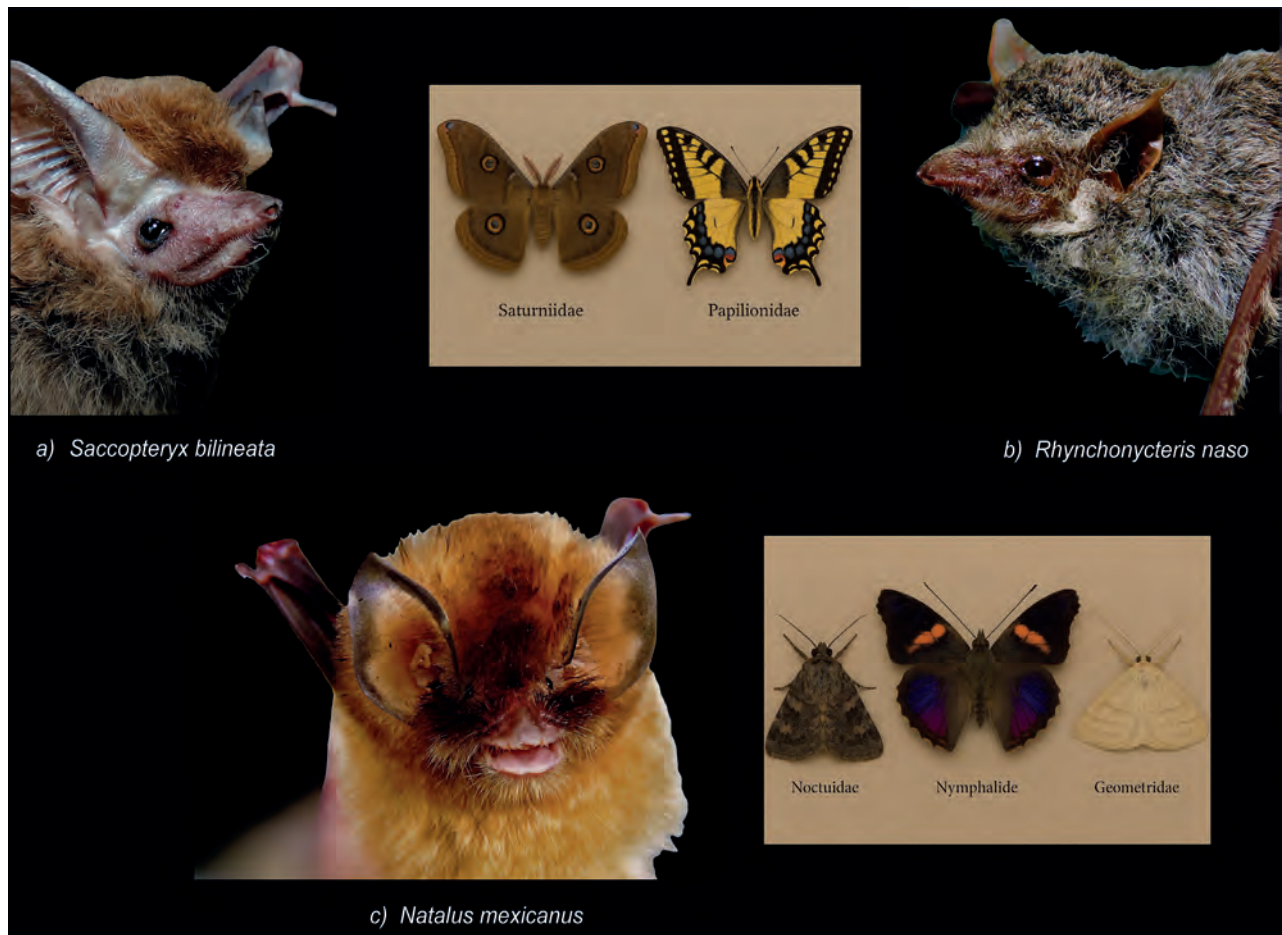 Saturniidae
Papilionidae
a) Saccopteryx bilineata
b) Rhynchonycteris naso
Noctuidae
Nymphalide
Geometridae
c) Natalus mexicanus